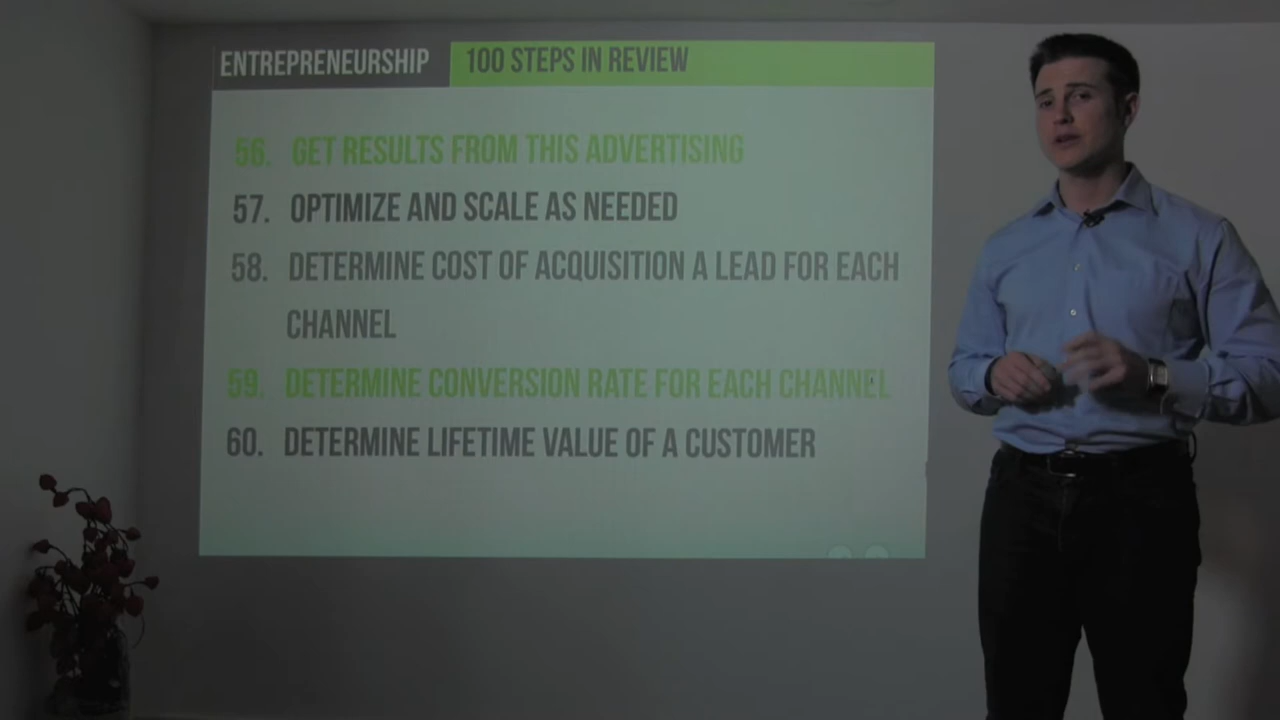 ENTREPRENEURSHIP
100 STEPS IN REVIEW
56. GET RESULTS FROM THIS ADVERTISING
57. OPTIMIZE AND SCALE AS NEEDED
58. DETERMINE COST OF ACQUISITION A LEAD FOR EACH
CHANNEL
59. DETERMINE CONVERSION RATE FOR EACH CHANNEL
60. DETERMINE LIFETIME VALUE OF A CUSTOMER